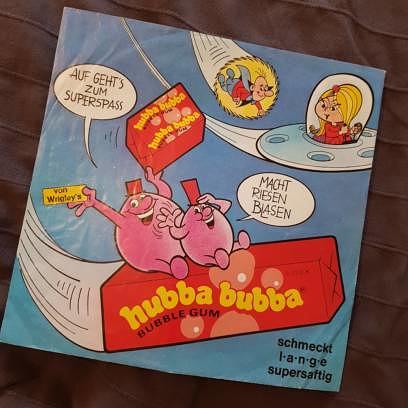 AUF GEHT'S
ZUM
SUPERSPASS
hubba bubba
hubba bubba
von
Wrigley's
MACHT
RIESEN
BLASEN
hubba bubba
BUBBLE GUM
schmeckt
l·a·n·g·e
supersaftig